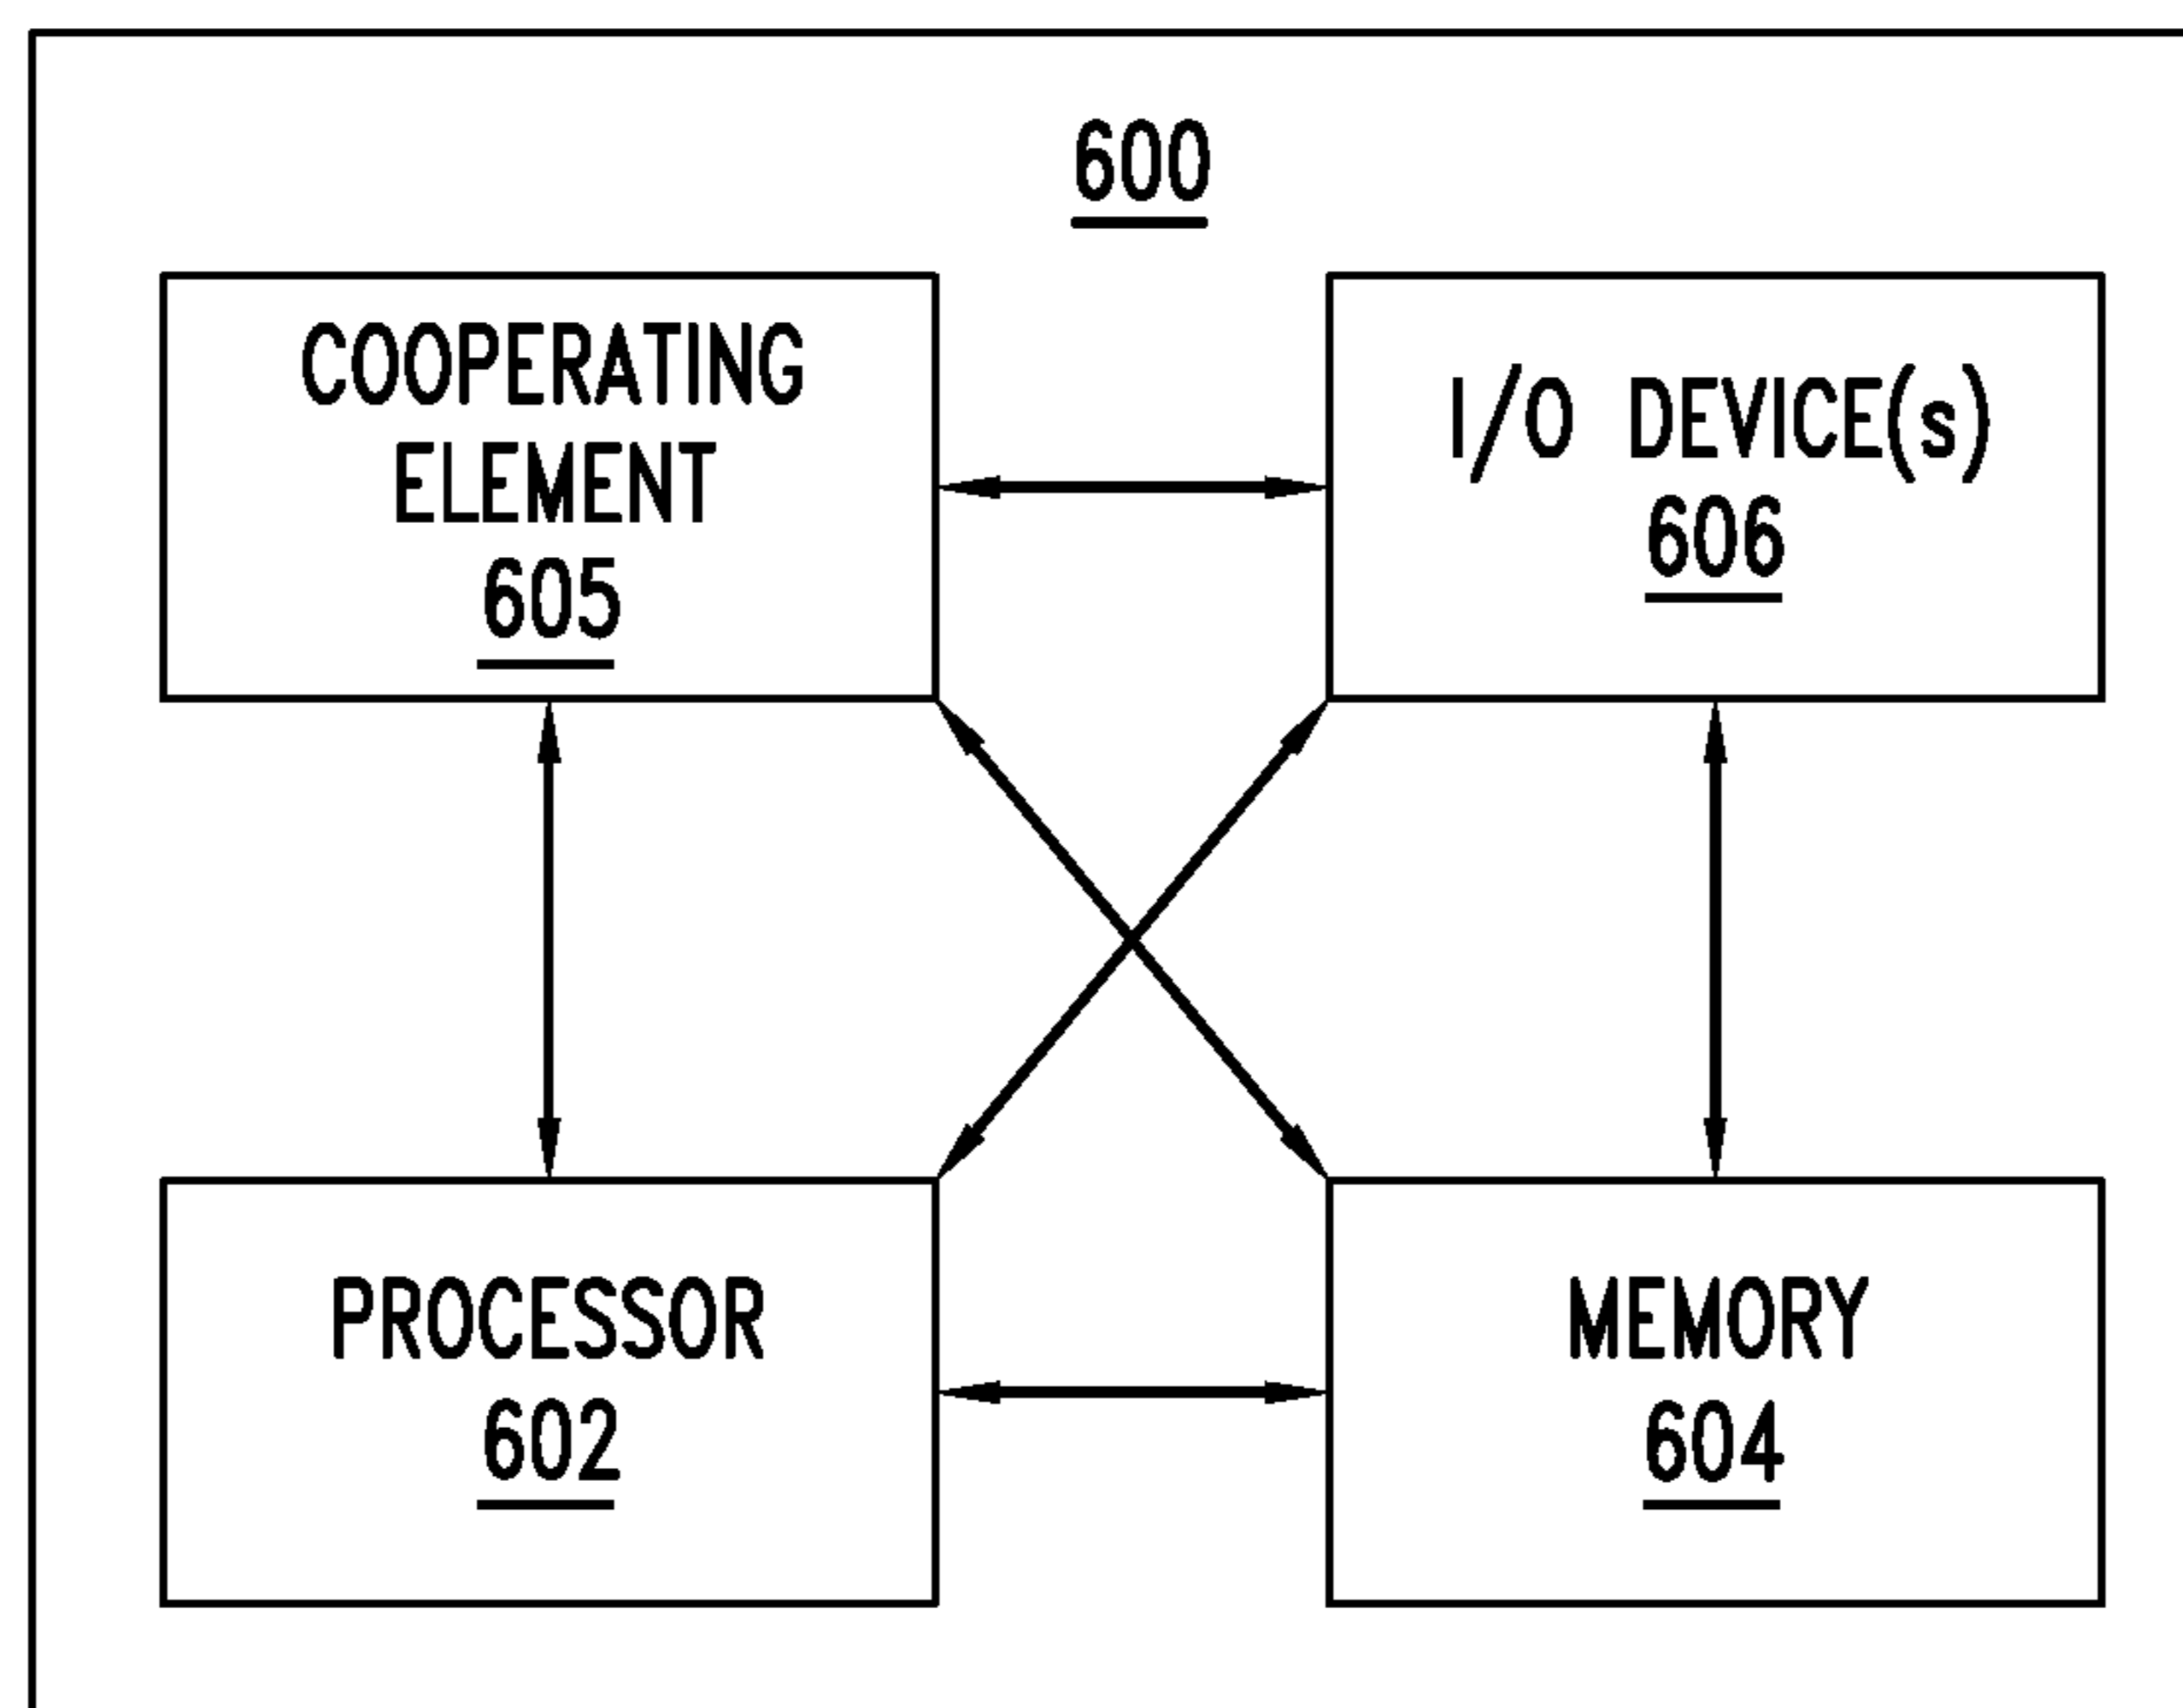 600
COOPERATING
ELEMENT
605
I/O DEVICE(s)
606
PROCESSOR
602
MEMORY
604